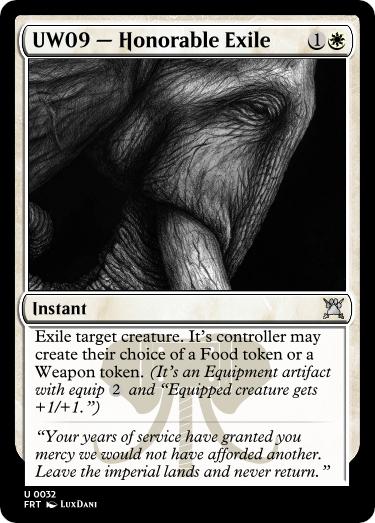 UW09 — Honorable Exile 1
Instant
Exile target creature. It's controller may
create their choice of a Food token or a
Weapon token. (It's an Equipment artifact
with equip 2 and “Equipped creature gets
+1/+1.”)
“Your years of service have granted you
mercy we would not have afforded another.
Leave the imperial lands and never return.”
U 0032
FRT LuxDani